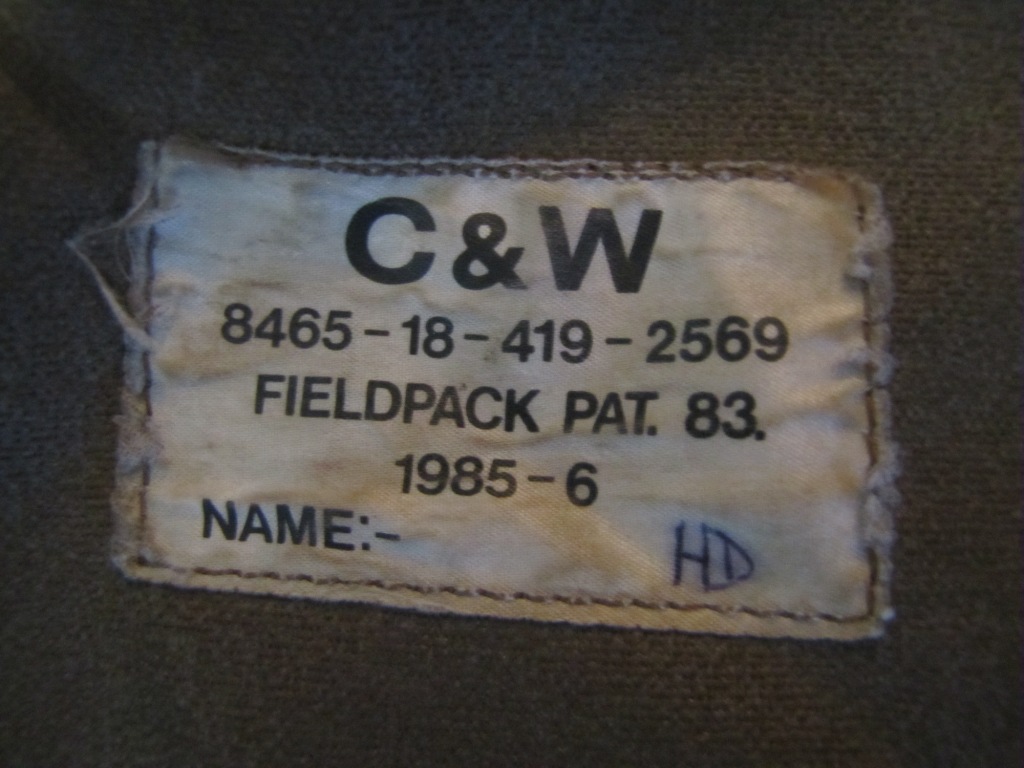 C & W
8465-18-419-2569
FIELDPACK PAT. 83.
1985-6
NAME:-
HD